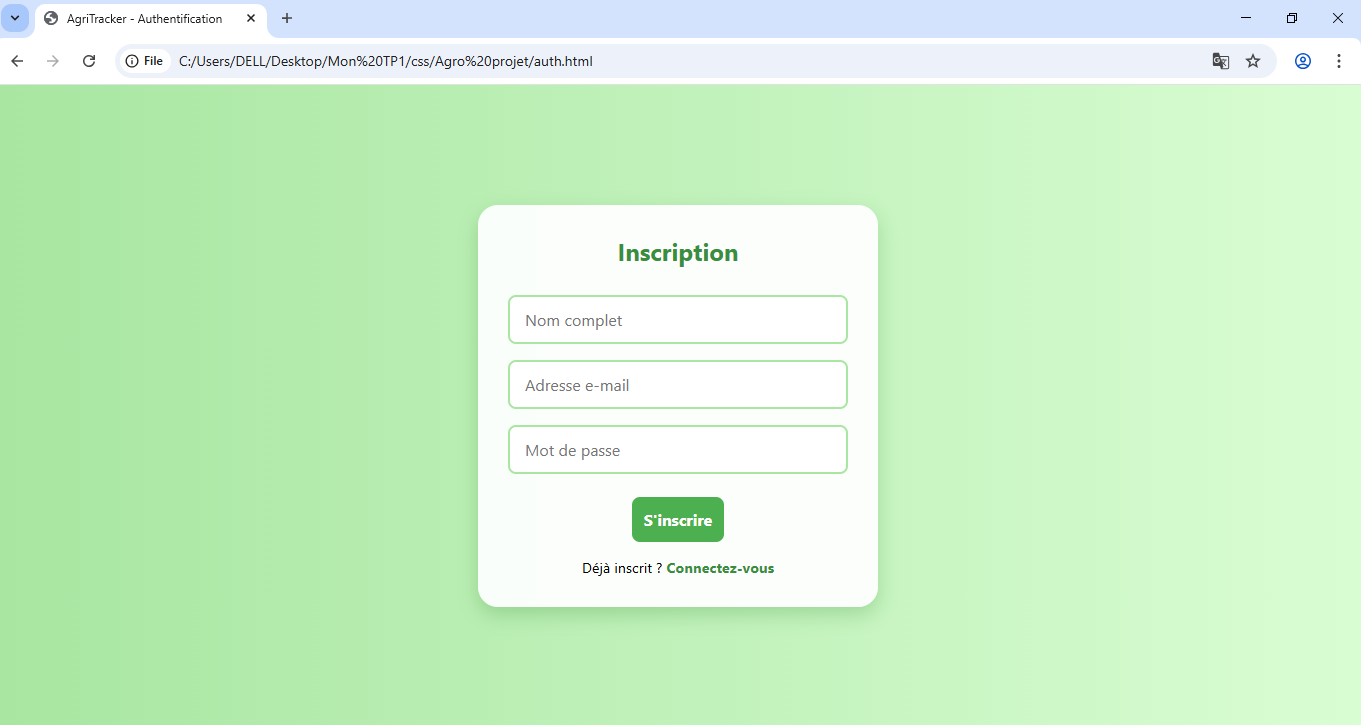 AgriTracker - Authentification
File C:/Users/DELL/Desktop/Mon%20TP1/css/Agro%20projet/auth.html
Inscription
Nom complet
Adresse e-mail
Mot de passe
S'inscrire
Déjà inscrit ? Connectez-vous